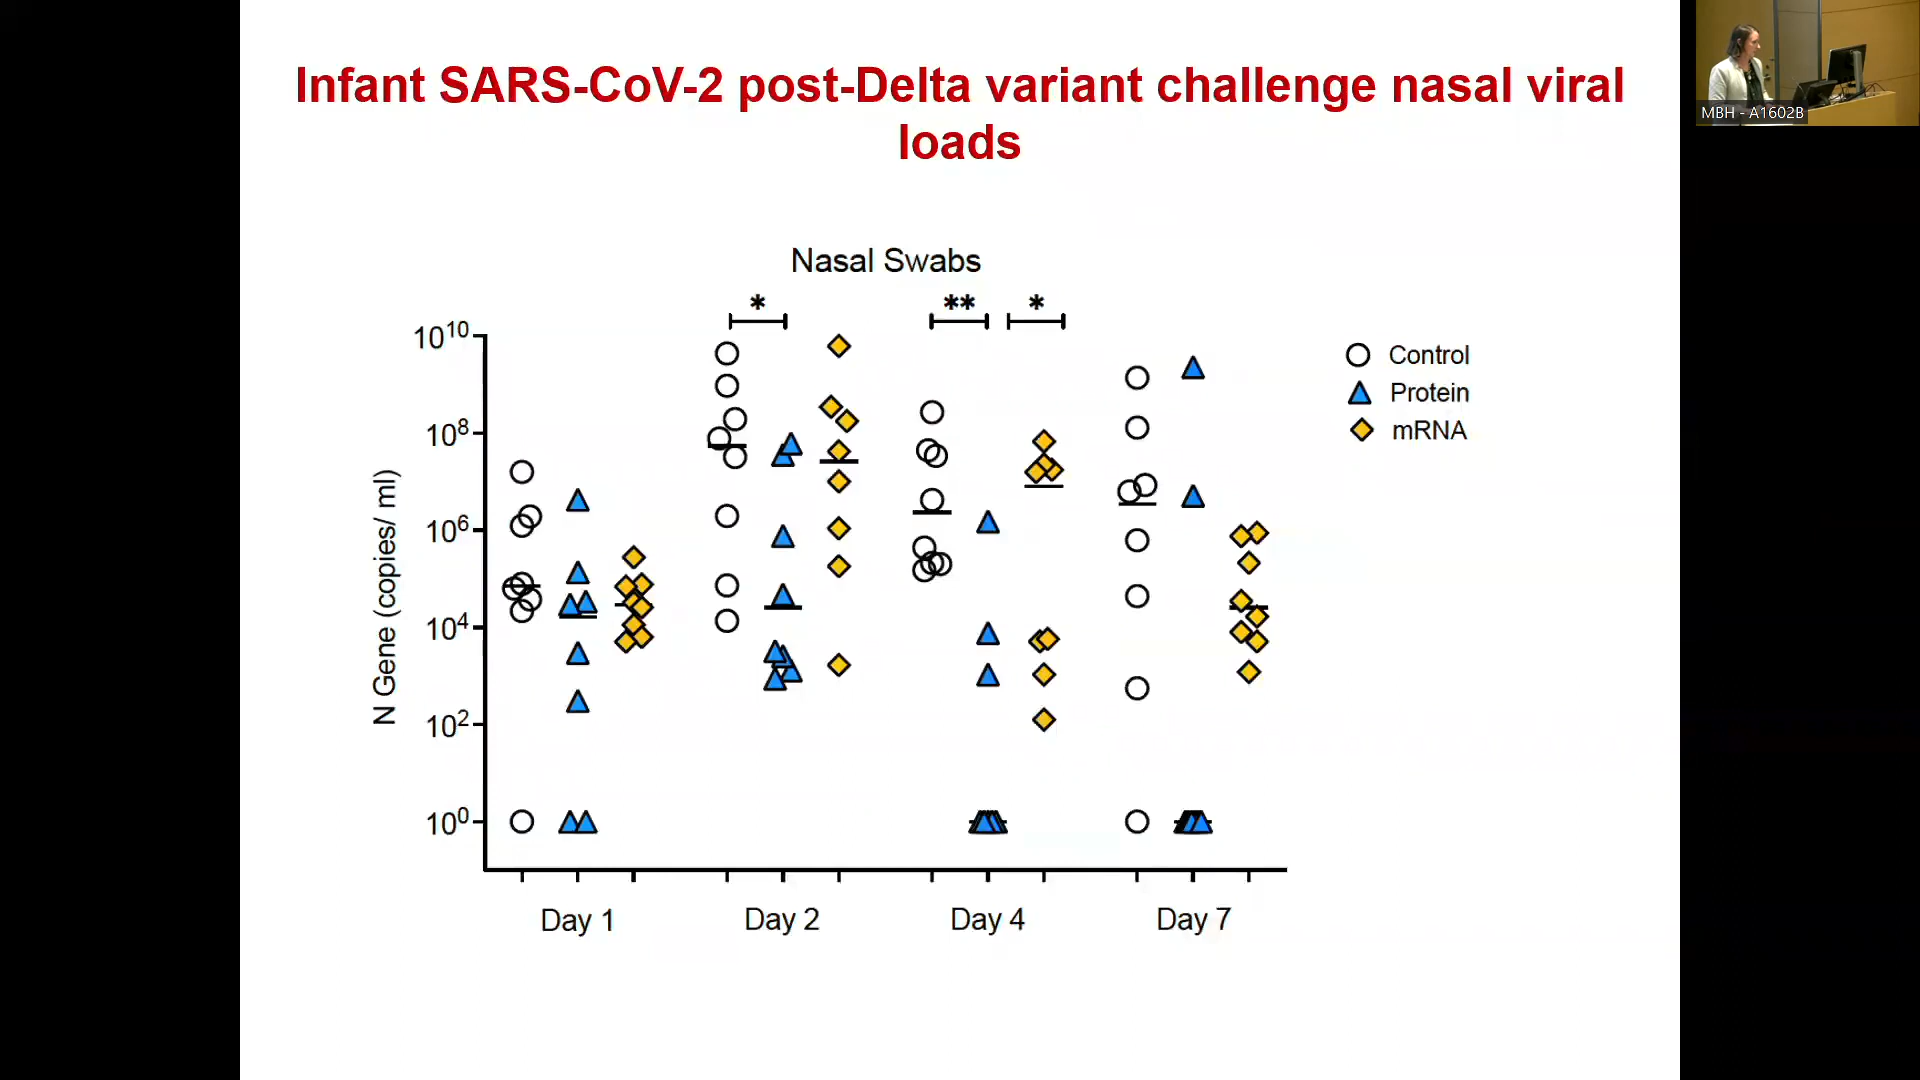 Infant SARS-CoV-2 post-Delta variant challenge nasal viral
loads
MBH - A1602B
Nasal Swabs
* ** *
10^10
10^8
10^6
10^4
10^2
10^0
N Gene (copies/ ml)
Control
Protein
mRNA
Day 1 Day 2 Day 4 Day 7